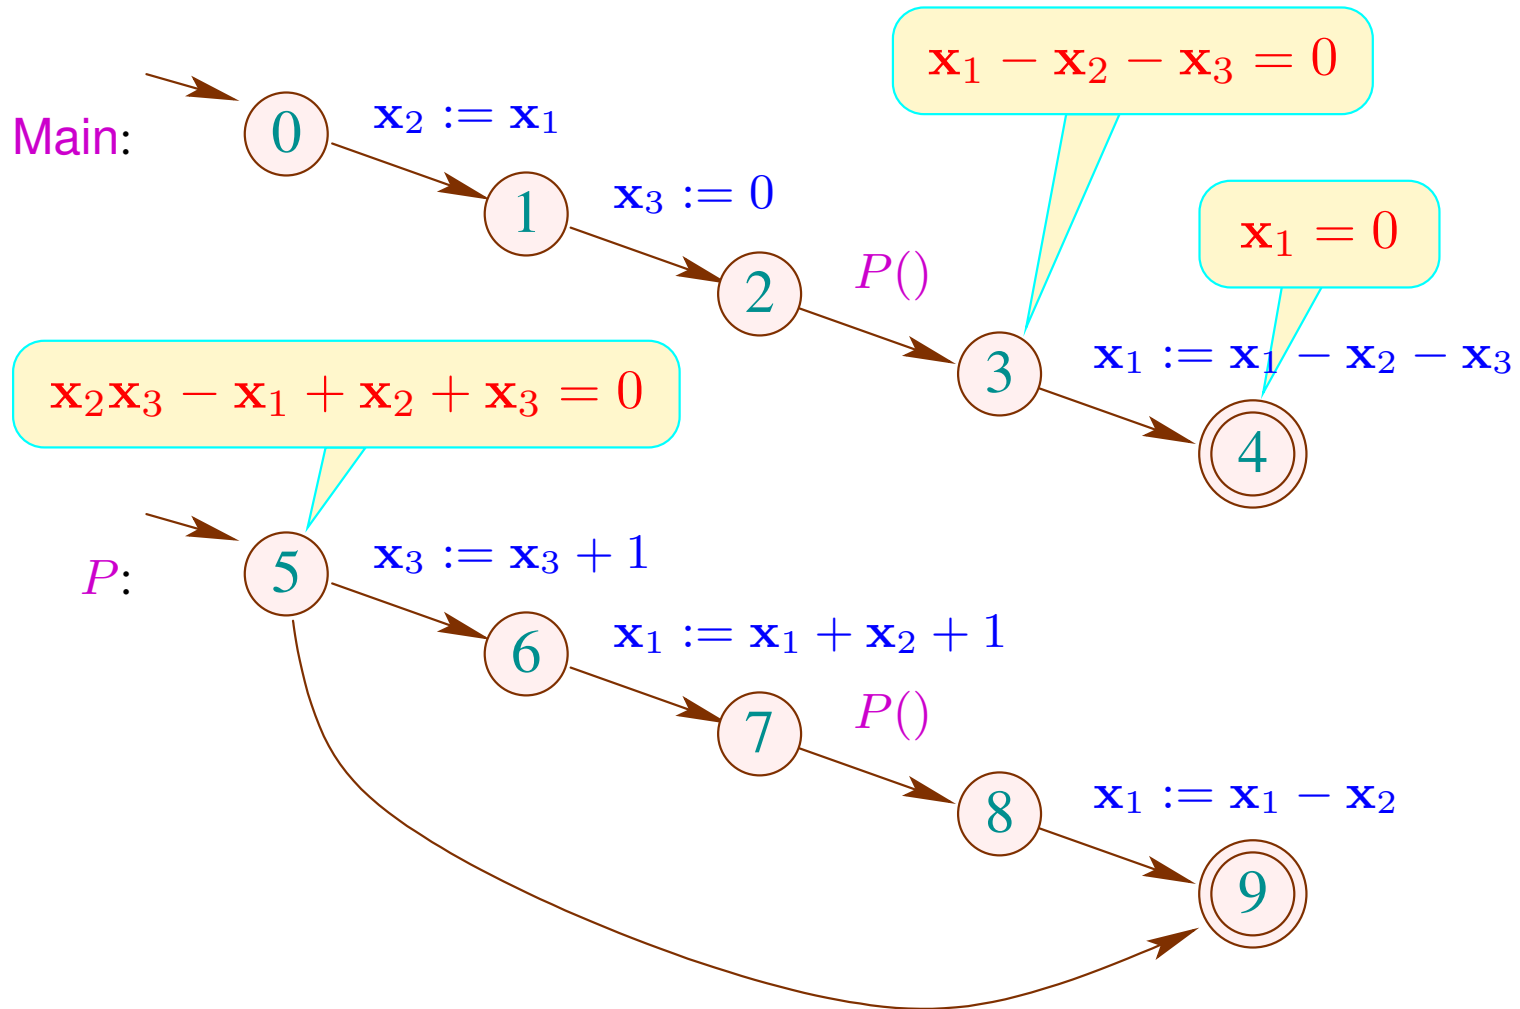 x₁ − x₂ − x₃ = 0
Main:
0
x₂ := x₁
1
x₃ := 0
x₁ = 0
2
P()
3
x₁ := x₁ − x₂ − x₃
4
x₂x₃ − x₁ + x₂ + x₃ = 0
P:
5
x₃ := x₃ + 1
6
x₁ := x₁ + x₂ + 1
7
P()
8
x₁ := x₁ − x₂
9